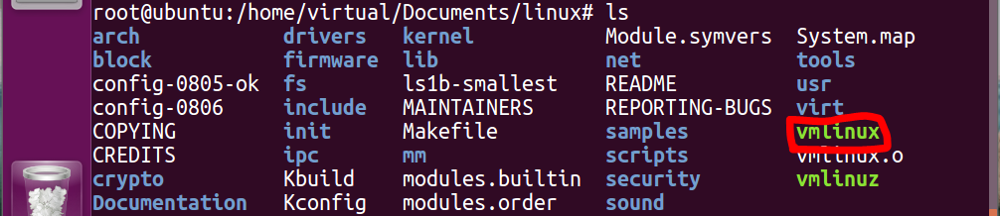 root@ubuntu:/home/virtual/Documents/linux# ls
arch drivers kernel Module.symvers System.map
block firmware lib net tools
config-0805-ok fs ls1b-smallest README usr
config-0806 include MAINTAINERS REPORTING-BUGS virt
COPYING init Makefile samples vmlinux
CREDITS ipc mm scripts vmlinux.o
crypto Kbuild modules.builtin security vmlinuz
Documentation Kconfig modules.order sound